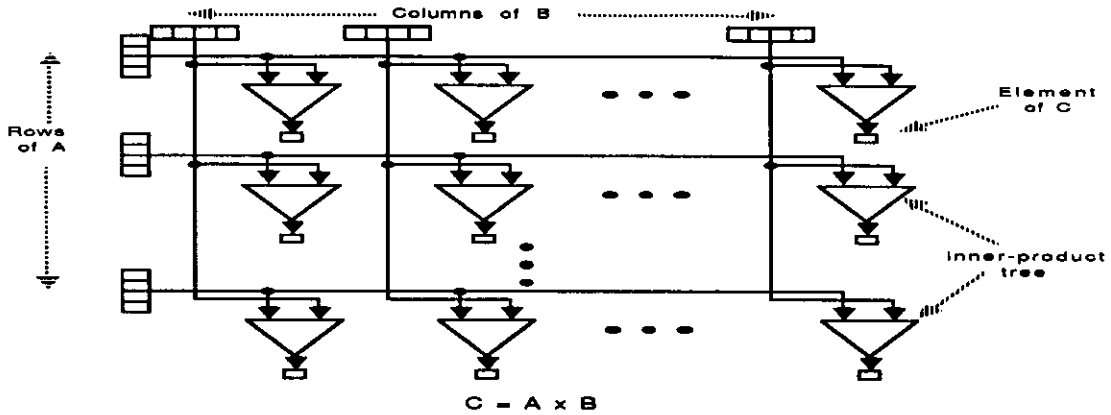 Columns of B
Rows
of A
Element
of C
Inner-product
tree
C = A x B